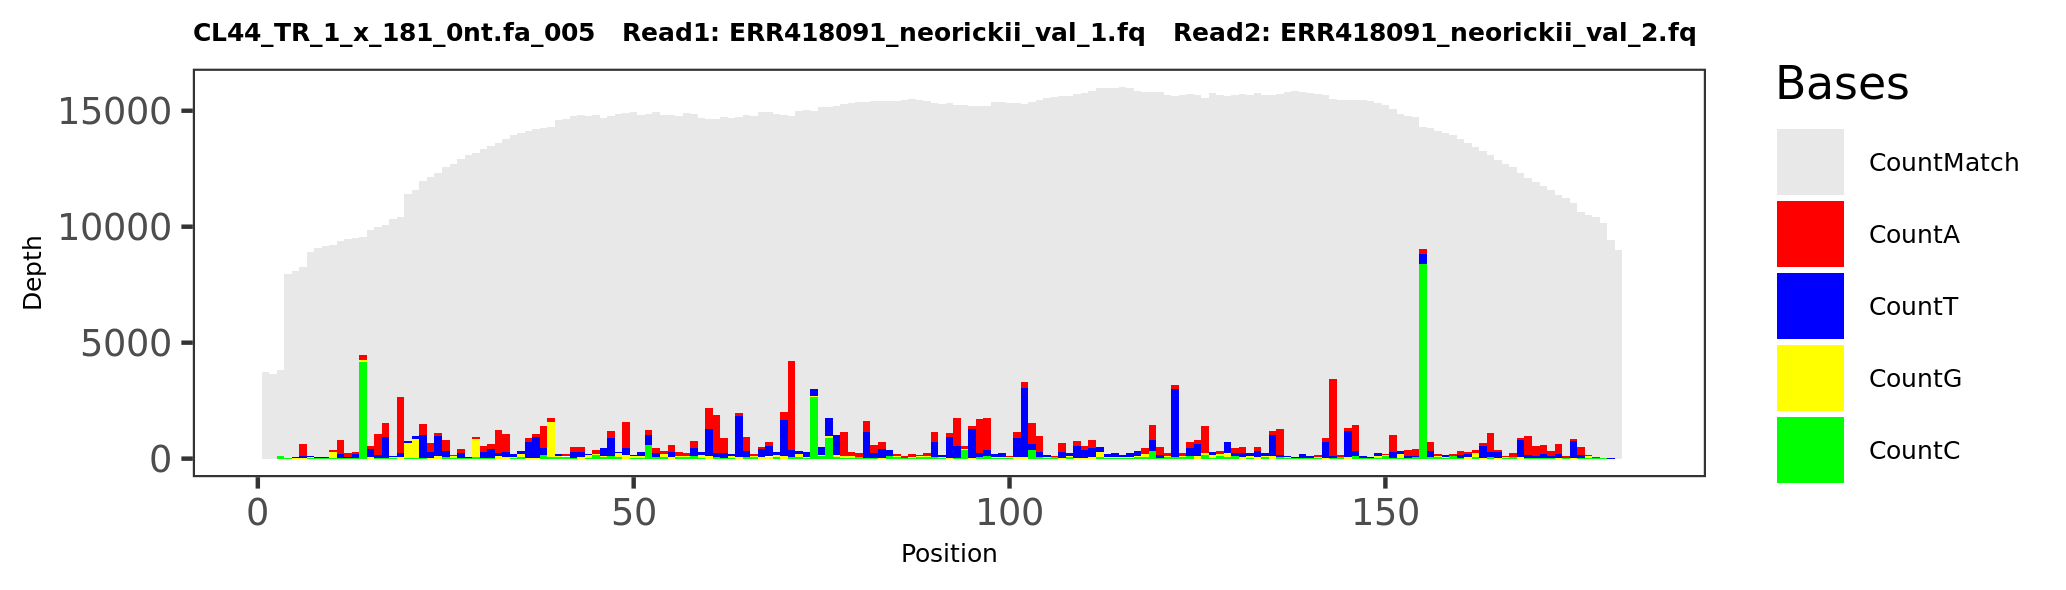 CL44_TR_1_x_181_0nt.fa_005   Read1: ERR418091_neorickii_val_1.fq   Read2: ERR418091_neorickii_val_2.fq
Bases
CountMatch
CountA
CountT
CountG
CountC
Depth
15000
10000
5000
0
0 50 100 150
Position